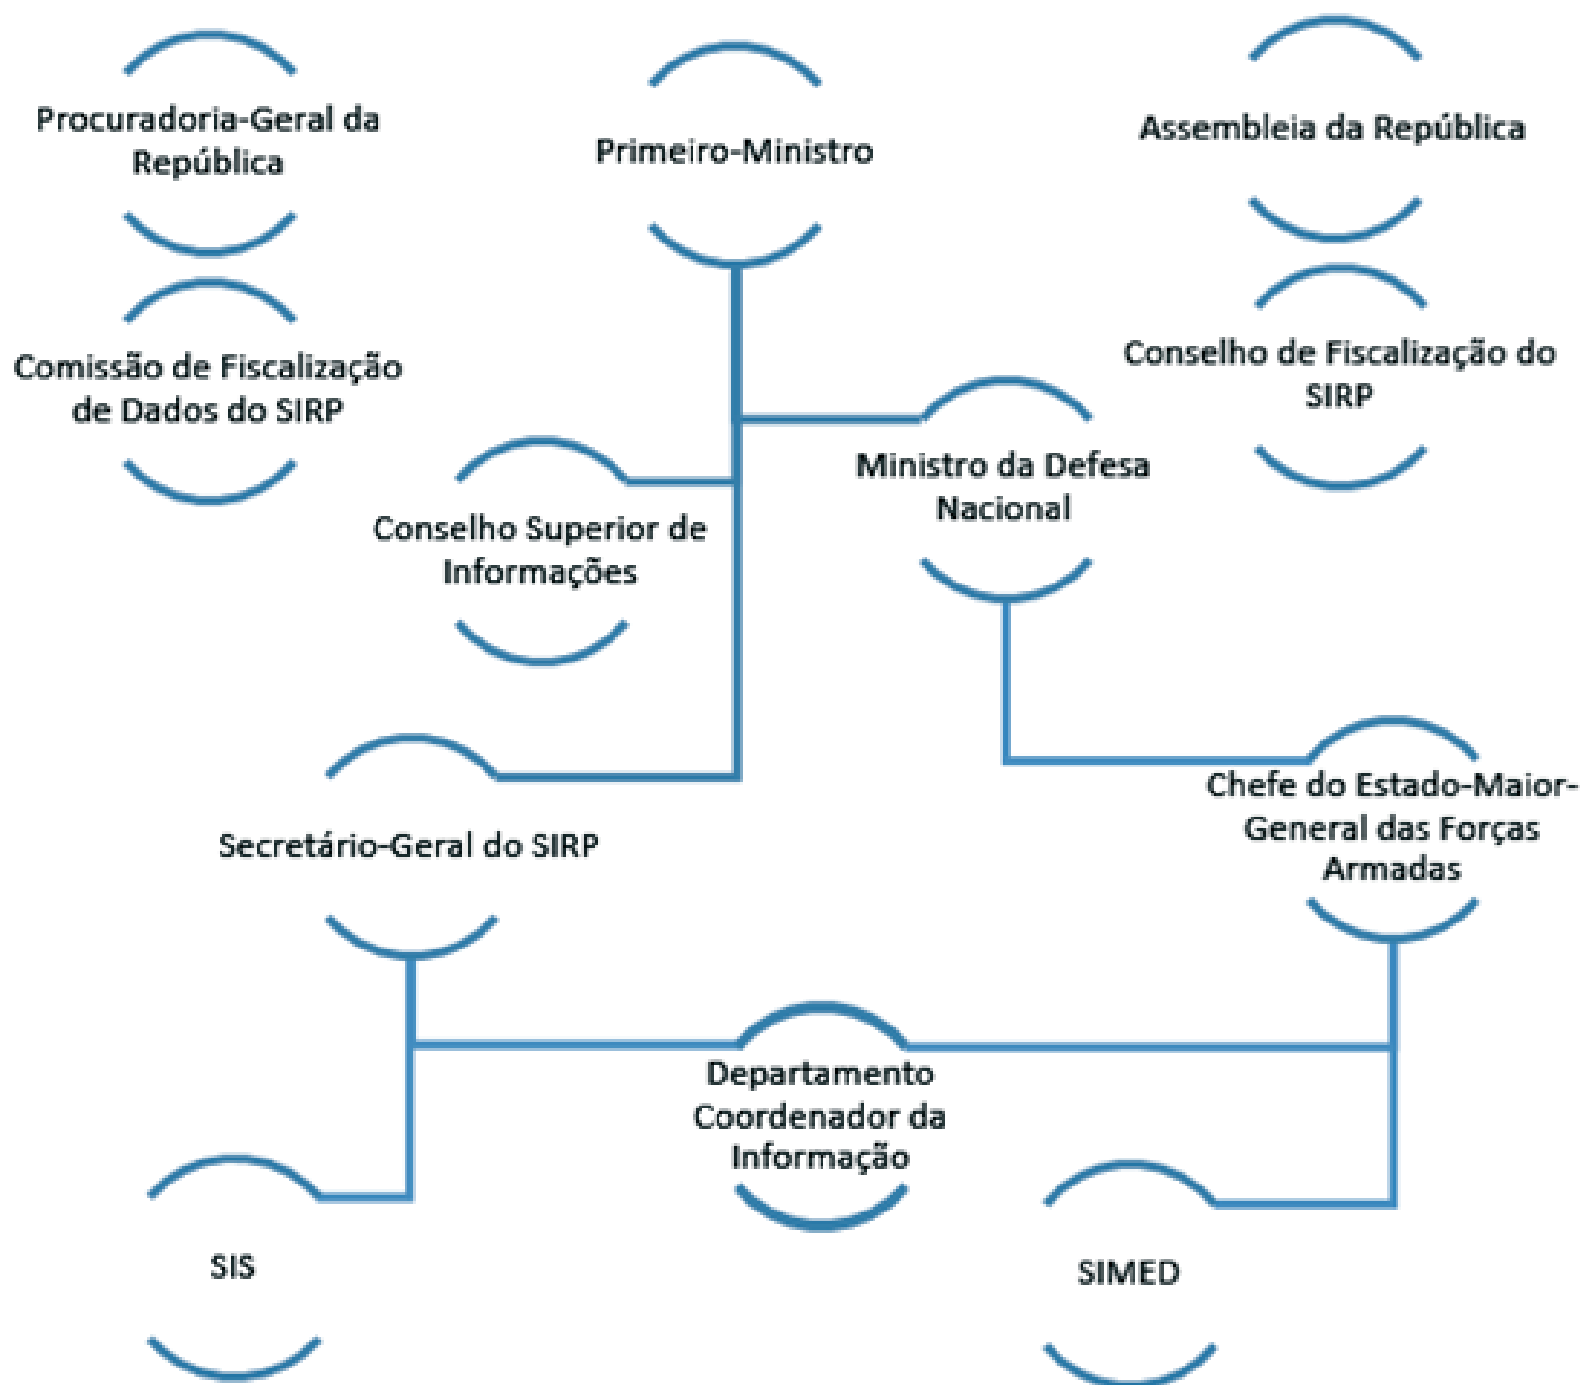 Procuradoria-Geral da
República
Primeiro-Ministro
Assembleia da República
Comissão de Fiscalização
de Dados do SIRP
Conselho de Fiscalização do
SIRP
Ministro da Defesa
Nacional
Conselho Superior de
Informações
Secretário-Geral do SIRP
Chefe do Estado-Maior-
General das Forças
Armadas
Departamento
Coordenador da
Informação
SIS
SIMED